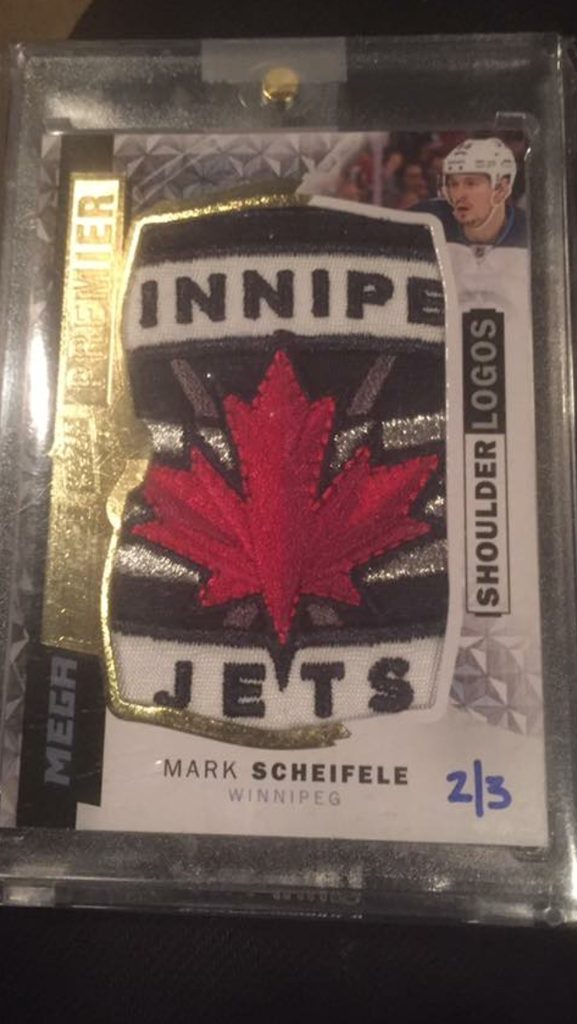 PREMIER
INNIPE
SHOULDER LOGOS
JETS
MEGA
MARK SCHEIFELE
WINNIPEG
2/3